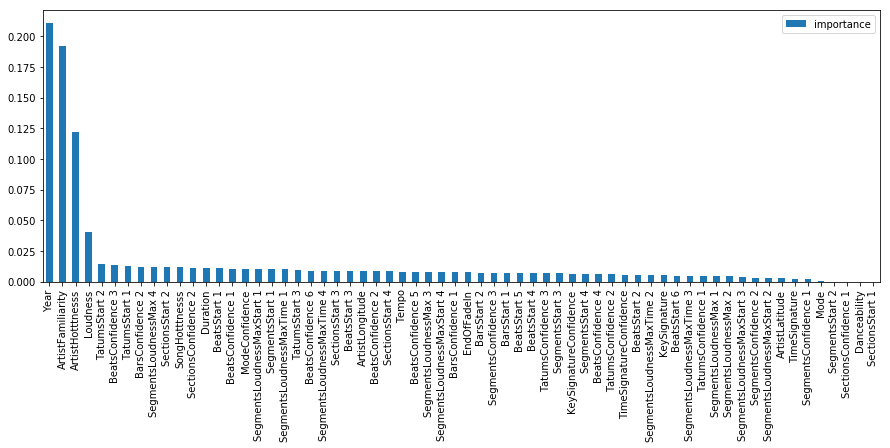 importance
0.200
0.175
0.150
0.125
0.100
0.075
0.050
0.025
0.000
Year
ArtistFamiliarity
ArtistHotttnesss
Loudness
TatumsStart 2
BeatsConfidence 3
TatumsStart 1
BarsConfidence 2
SegmentsLoudnessMax 4
SectionsStart 2
SongHotttnesss
SectionsConfidence 2
Duration
BeatsStart 1
BeatsConfidence 1
ModeConfidence
SegmentsLoudnessMaxStart 1
SegmentsStart 1
SegmentsLoudnessMaxTime 1
TatumsStart 3
BeatsConfidence 6
SegmentsLoudnessMaxTime 4
SectionsStart 3
BeatsStart 3
ArtistLongitude
BeatsConfidence 2
SectionsStart 4
Tempo
BeatsConfidence 5
SegmentsLoudnessMax 3
SegmentsLoudnessMaxStart 4
BarsConfidence 1
EndOfFadeIn
BarsStart 2
SegmentsConfidence 3
BarsStart 1
BeatsStart 5
BeatsStart 4
TatumsConfidence 3
SegmentsStart 3
KeySignatureConfidence
SegmentsStart 4
BeatsConfidence 4
TatumsConfidence 2
TimeSignatureConfidence
BeatsStart 2
SegmentsLoudnessMaxTime 2
KeySignature
BeatsStart 6
SegmentsLoudnessMaxTime 3
TatumsConfidence 1
SegmentsLoudnessMax 1
SegmentsLoudnessMax 2
SegmentsLoudnessMaxStart 3
SegmentsConfidence 2
SegmentsLoudnessMaxStart 2
ArtistLatitude
TimeSignature
SegmentsConfidence 1
Mode
SegmentsStart 2
SectionsConfidence 1
Danceability
SectionsStart 1